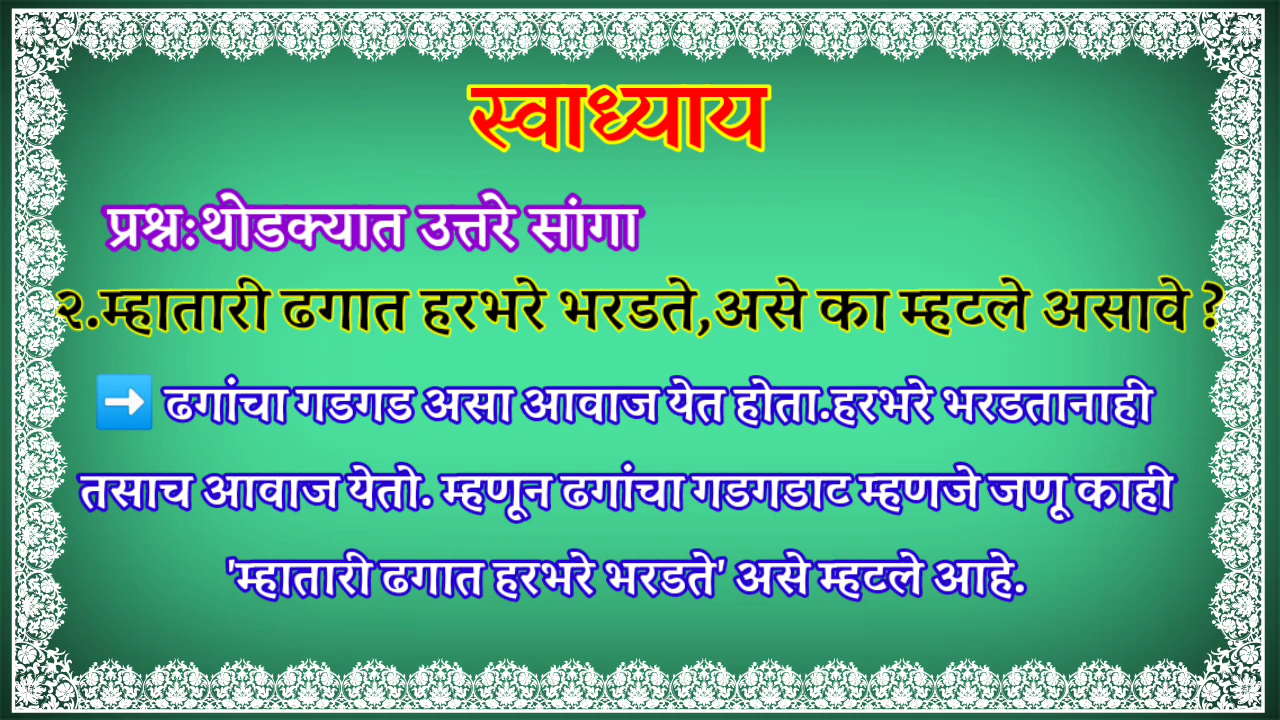 स्वाध्याय
प्रश्न:थोडक्यात उत्तरे सांगा
२.म्हातारी ढगात हरभरे भरडते,असे का म्हटले असावे ?
➡ ढगांचा गडगड असा आवाज येत होता.हरभरे भरडतानाही
तसाच आवाज येतो. म्हणून ढगांचा गडगडाट म्हणजे जणू काही
'म्हातारी ढगात हरभरे भरडते' असे म्हटले आहे.